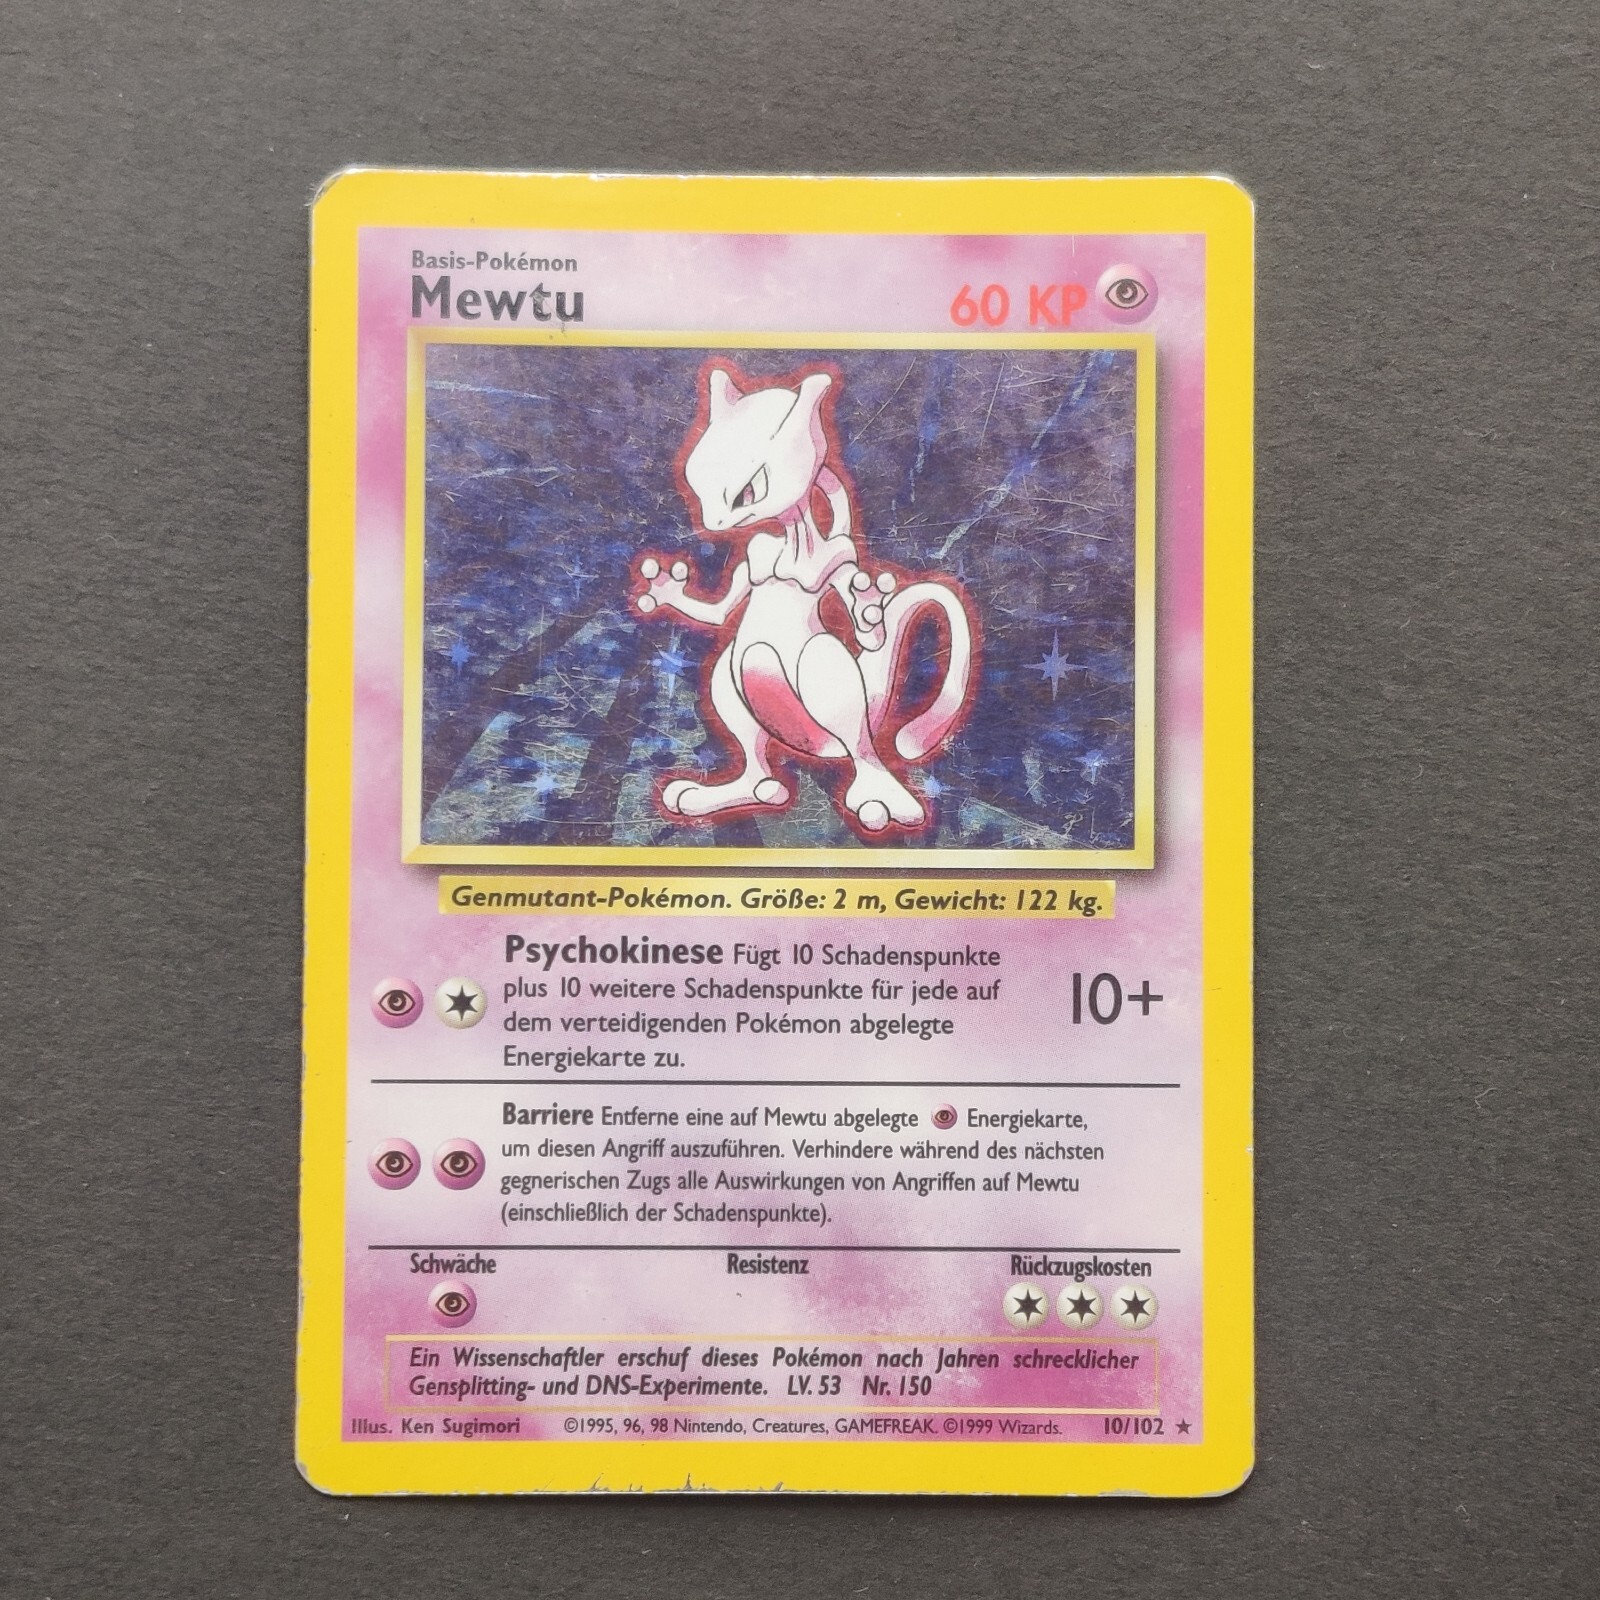 Basis-Pokémon
Mewtu
60 KP
Genmutant-Pokémon. Größe: 2 m, Gewicht: 122 kg.
Psychokinese Fügt 10 Schadenspunkte
plus 10 weitere Schadenspunkte für jede auf
dem verteidigenden Pokémon abgelegte
Energiekarte zu.
10+
Barriere Entferne eine auf Mewtu abgelegte Energiekarte,
um diesen Angriff auszuführen. Verhindere während des nächsten
gegnerischen Zugs alle Auswirkungen von Angriffen auf Mewtu
(einschließlich der Schadenspunkte).
Schwäche Resistenz Rückzugskosten
Ein Wissenschaftler erschuf dieses Pokémon nach Jahren schrecklicher
Gensplitting- und DNS-Experimente. LV. 53 Nr. 150
Illus. Ken Sugimori ©1995, 96, 98 Nintendo, Creatures, GAMEFREAK. ©1999 Wizards. 10/102 ★